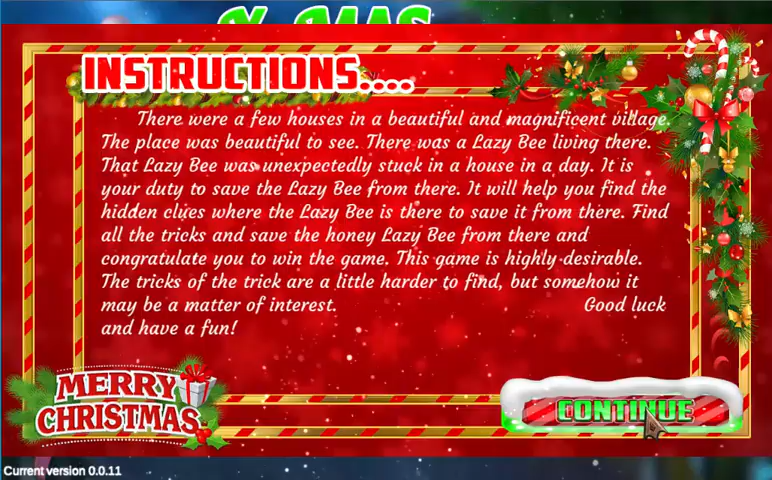 X-MAS
INSTRUCTIONS....
There were a few houses in a beautiful and magnificent village.
The place was beautiful to see. There was a Lazy Bee living there.
That Lazy Bee was unexpectedly stuck in a house in a day. It is
your duty to save the Lazy Bee from there. It will help you find the
hidden clues where the Lazy Bee is there to save it from there. Find
all the tricks and save the honey Lazy Bee from there and
congratulate you to win the game. This game is highly desirable.
The tricks of the trick are a little harder to find, but somehow it
may be a matter of interest. Good luck
and have a fun!
MERRY
CHRISTMAS
CONTINUE
Current version 0.0.11